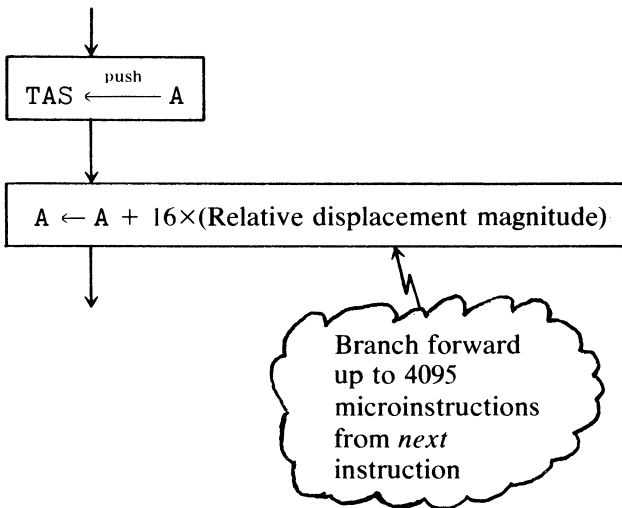 push
TAS ← A
A ← A + 16×(Relative displacement magnitude)
Branch forward
up to 4095
microinstructions
from next
instruction